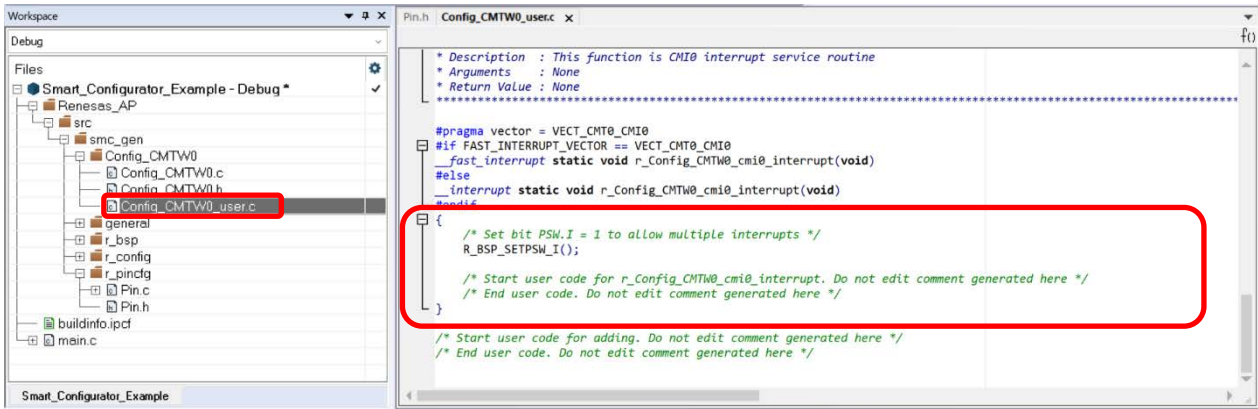 Workspace
Debug
Files
Smart_Configurator_Example - Debug *
Renesas_AP
src
smc_gen
Config_CMTW0
Config_CMTW0.c
Config_CMTW0.h
Config_CMTW0_user.c
general
r_bsp
r_config
r_pincfg
Pin.c
Pin.h
buildinfo.ipcf
main.c
Smart_Configurator_Example
Pin.h Config_CMTW0_user.c x
f()
* Description : This function is CMI0 interrupt service routine
* Arguments : None
* Return Value : None
#pragma vector = VECT_CMT0_CMI0
#if FAST_INTERRUPT_VECTOR == VECT_CMT0_CMI0
__fast_interrupt static void r_Config_CMTW0_cmi0_interrupt(void)
#else
__interrupt static void r_Config_CMTW0_cmi0_interrupt(void)
#endif
{
/* Set bit PSW.I = 1 to allow multiple interrupts */
R_BSP_SETPSW_I();
/* Start user code for r_Config_CMTW0_cmi0_interrupt. Do not edit comment generated here */
/* End user code. Do not edit comment generated here */
}
/* Start user code for adding. Do not edit comment generated here */
/* End user code. Do not edit comment generated here */